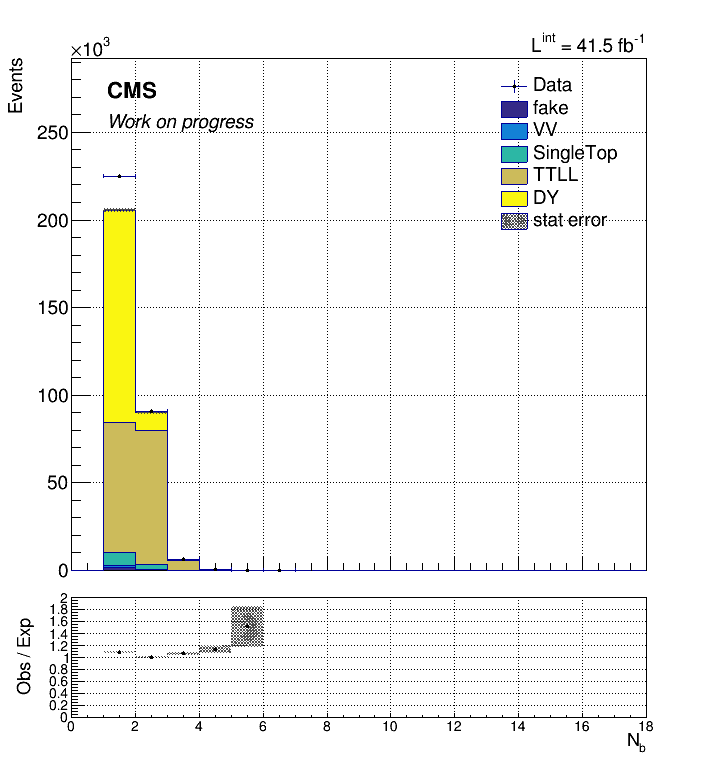 ×10³
L^int = 41.5 fb⁻¹
Events
CMS
Work on progress
Data
fake
VV
SingleTop
TTLL
DY
stat error
250
200
150
100
50
0
Obs / Exp
2
1.8
1.6
1.4
1.2
1
0.8
0.6
0.4
0.2
0
0 2 4 6 8 10 12 14 16 18
N_b